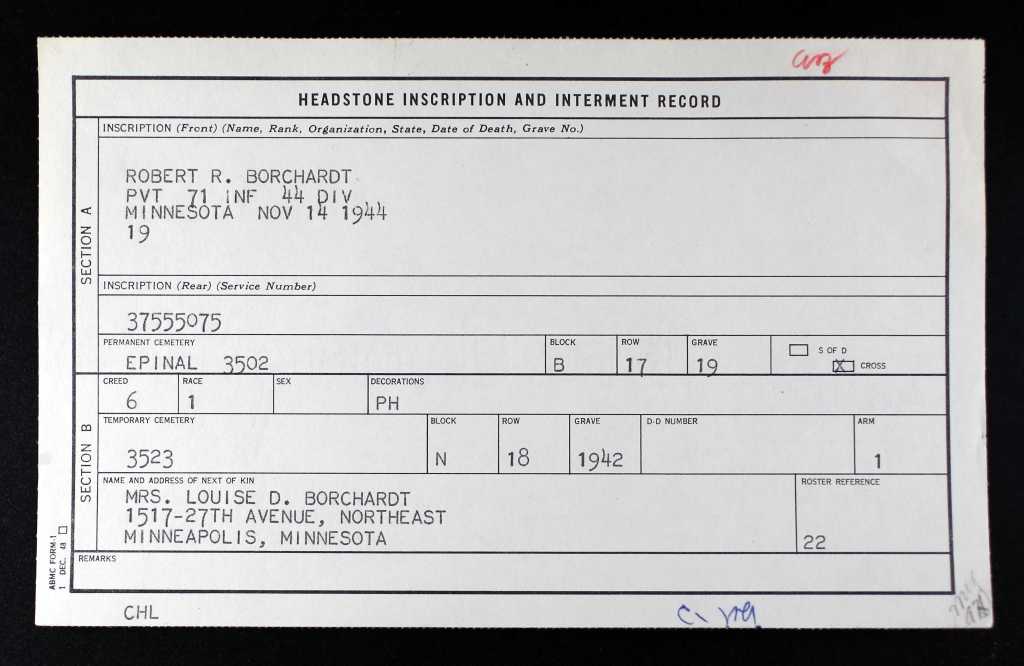 HEADSTONE INSCRIPTION AND INTERMENT RECORD
SECTION A
INSCRIPTION (Front) (Name, Rank, Organization, State, Date of Death, Grave No.)
ROBERT R. BORCHARDT
PVT 71 INF 44 DIV
MINNESOTA NOV 14 1944
19
INSCRIPTION (Rear) (Service Number)
37555075
PERMANENT CEMETERY BLOCK ROW GRAVE
EPINAL 3502 B 17 19
S OF D
X CROSS
SECTION B
CREED RACE SEX DECORATIONS
6 1 PH
TEMPORARY CEMETERY BLOCK ROW GRAVE D-D NUMBER ARM
3523 N 18 1942 1
NAME AND ADDRESS OF NEXT OF KIN ROSTER REFERENCE
MRS. LOUISE D. BORCHARDT
1517-27TH AVENUE, NORTHEAST
MINNEAPOLIS, MINNESOTA 22
REMARKS
ABMC FORM-1
1 DEC. 48
CHL